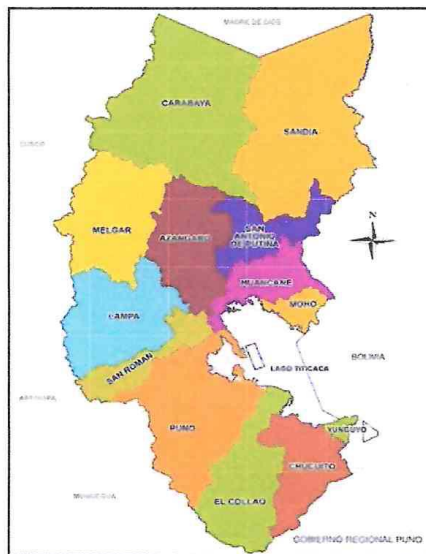 MADRE DE DIOS
CARABAYA
SANDIA
CUSCO
MELGAR
AZANGARO
SAN
ANTONIO
DE PUTINA
N
HUANCANE
MOHO
LAMPA
BOLIVIA
LAGO TITICACA
SAN ROMAN
AREQUIPA
PUNO
YUNGUYO
CHUCUITO
MOQUEGUA
EL COLLAO
GOBIERNO REGIONAL PUNO